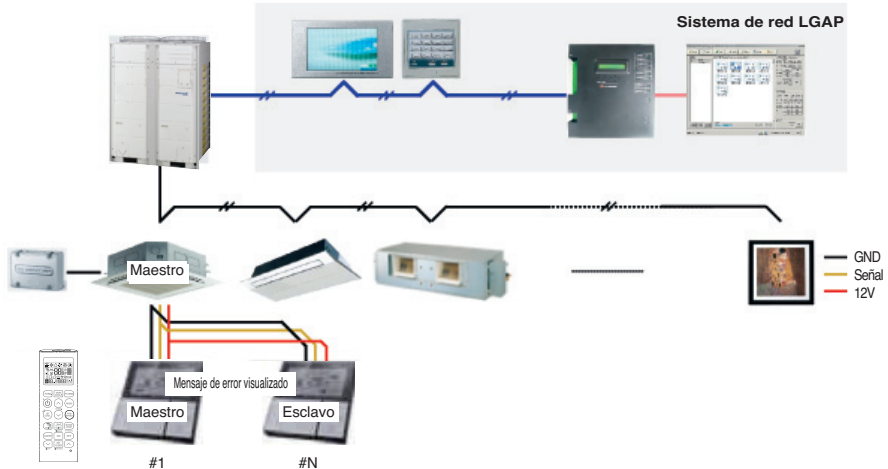 Sistema de red LGAP
Maestro
GND
Señal
12V
Mensaje de error visualizado
Maestro
Esclavo
#1
#N